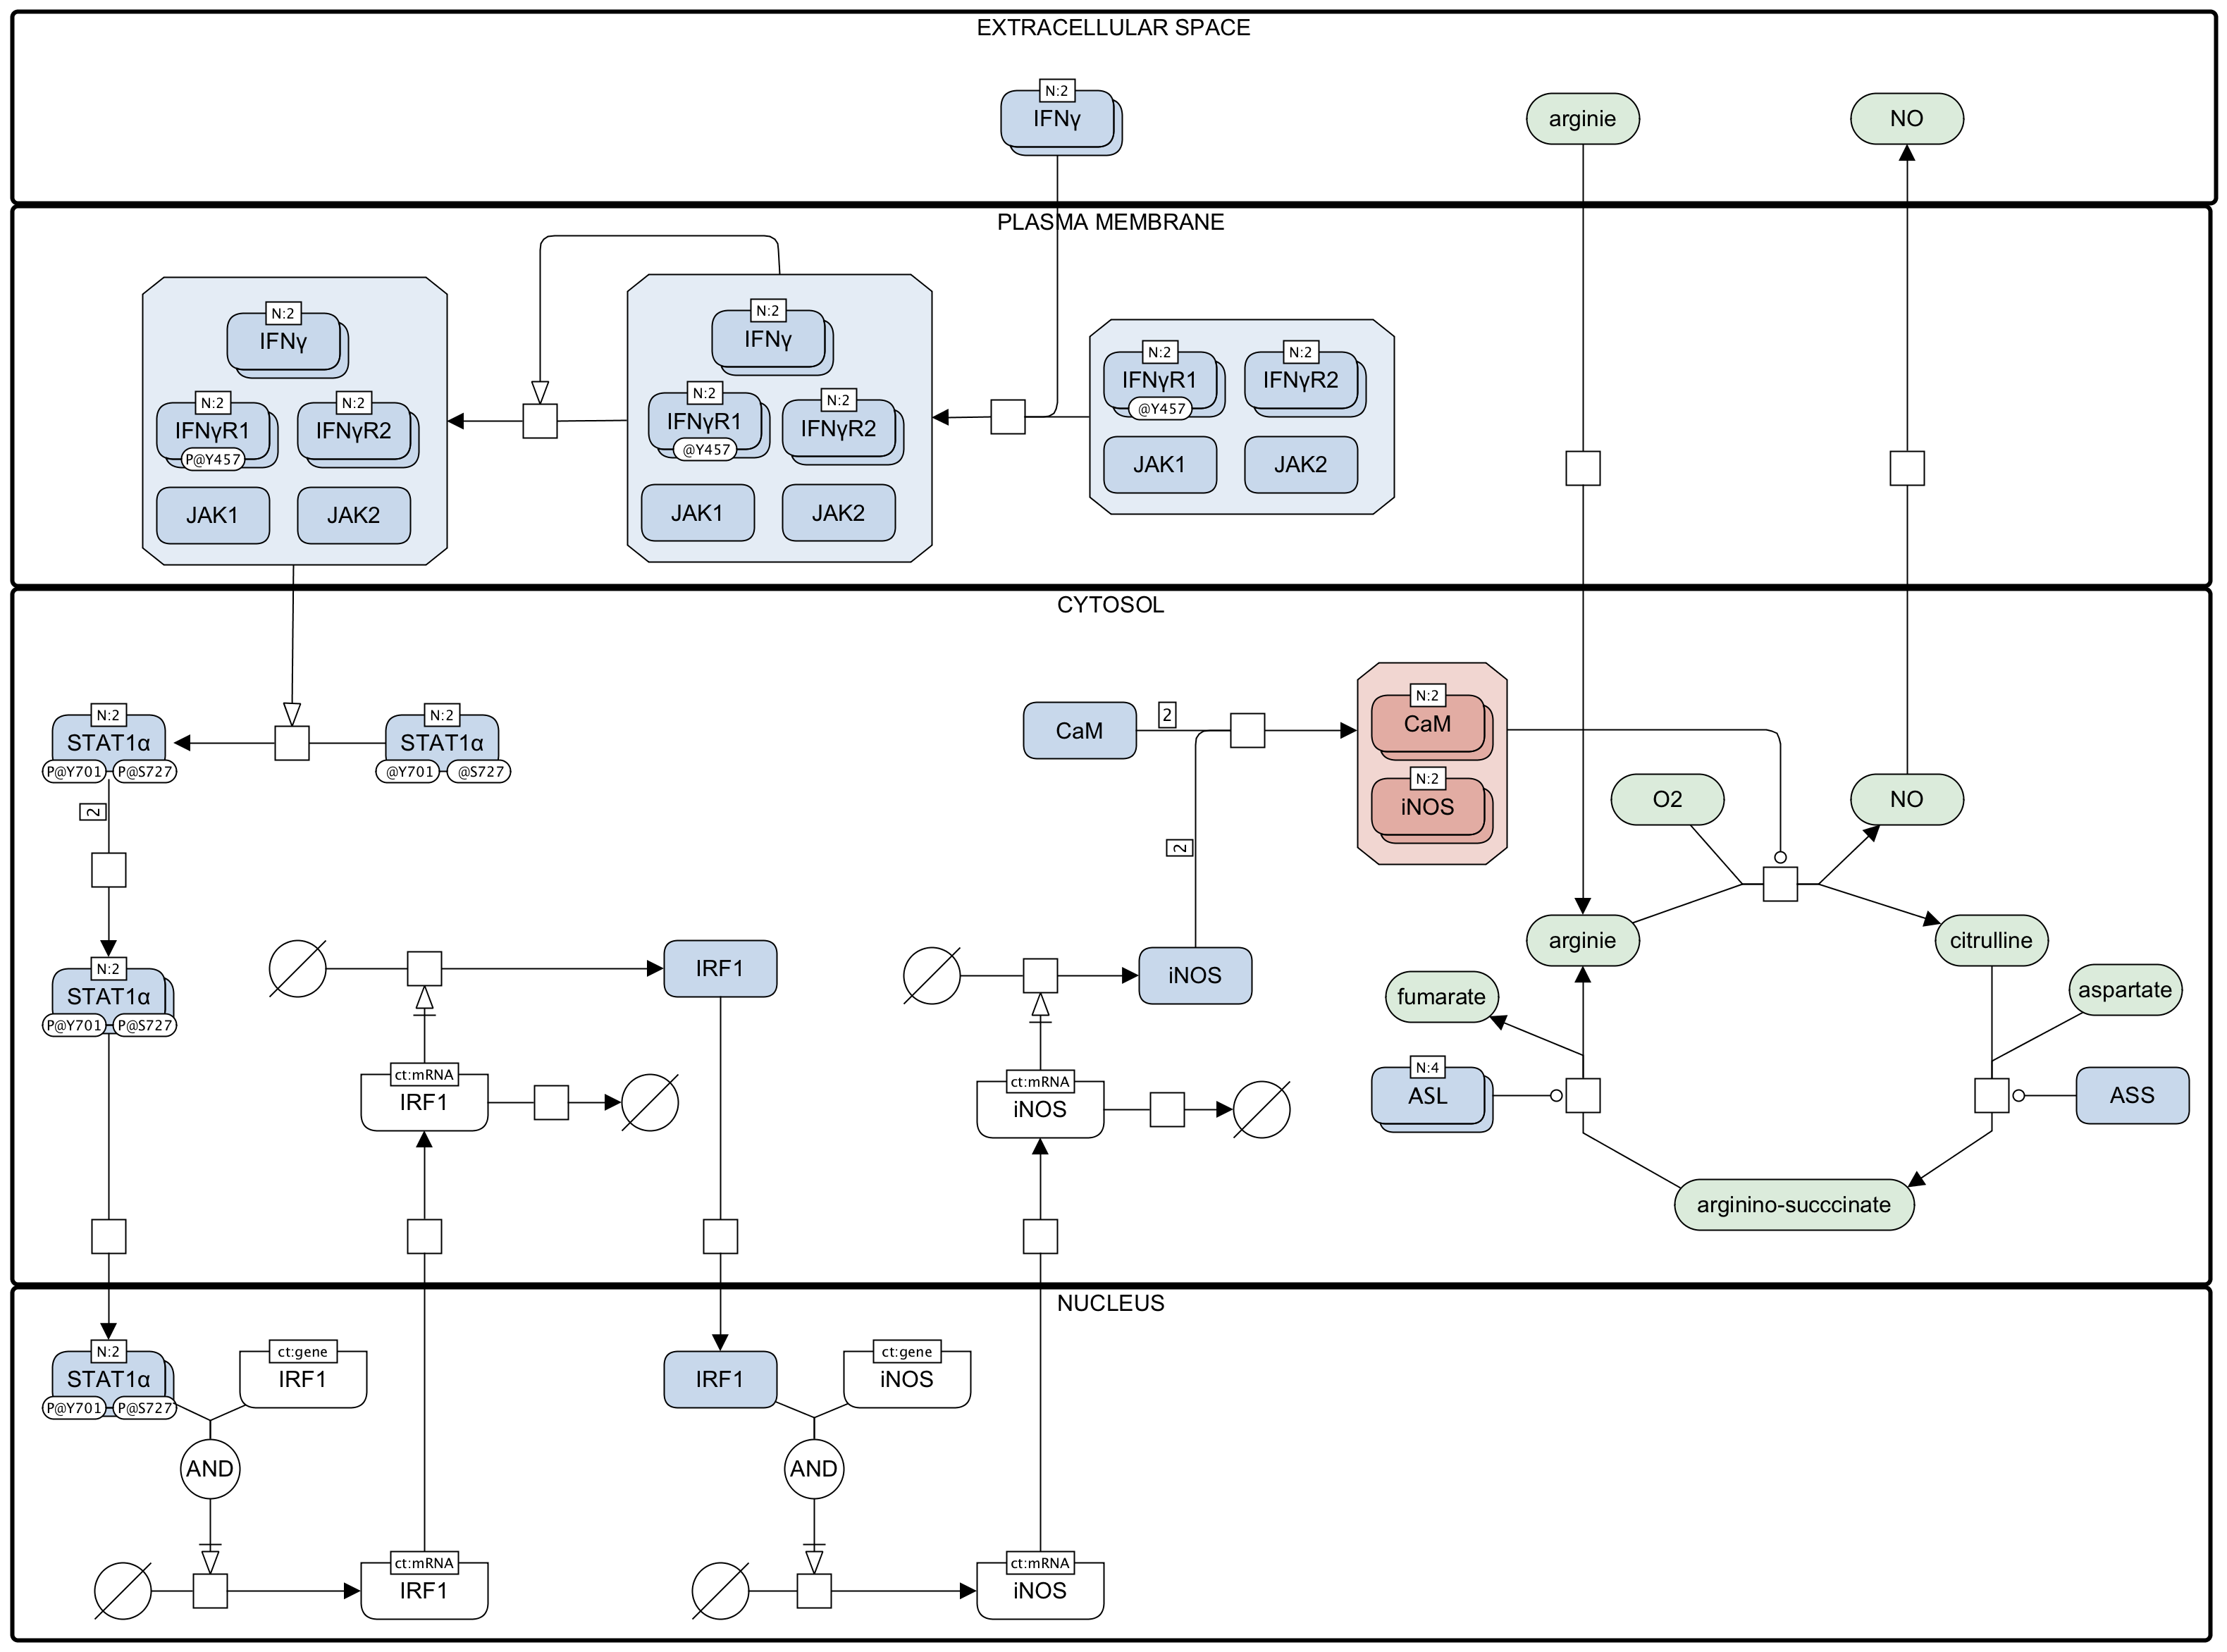 EXTRACELLULAR SPACE
N:2
IFNγ
arginie
NO
PLASMA MEMBRANE
N:2
IFNγ
N:2
IFNγR1
P@Y457
N:2
IFNγR2
JAK1
JAK2
N:2
IFNγ
N:2
IFNγR1
@Y457
N:2
IFNγR2
JAK1
JAK2
N:2
IFNγR1
@Y457
N:2
IFNγR2
JAK1
JAK2
CYTOSOL
N:2
STAT1α
P@Y701
P@S727
N:2
STAT1α
@Y701
@S727
2
CaM
2
N:2
CaM
N:2
iNOS
2
O2
NO
N:2
STAT1α
P@Y701
P@S727
IRF1
iNOS
arginie
citrulline
fumarate
aspartate
ct:mRNA
IRF1
ct:mRNA
iNOS
N:4
ASL
ASS
arginino-succcinate
NUCLEUS
N:2
STAT1α
P@Y701
P@S727
ct:gene
IRF1
IRF1
ct:gene
iNOS
AND
AND
ct:mRNA
IRF1
ct:mRNA
iNOS